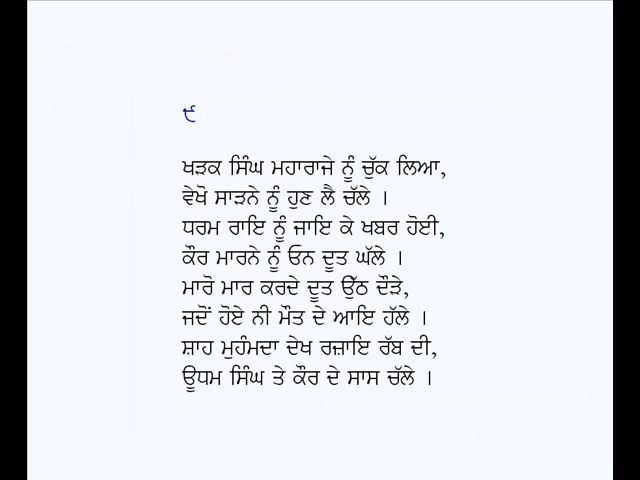 ੯
ਖੜਕ ਸਿੰਘ ਮਹਾਰਾਜੇ ਨੂੰ ਚੁੱਕ ਲਿਆ,
ਵੇਖੋ ਸਾੜਨੇ ਨੂੰ ਹੁਣ ਲੈ ਚੱਲੇ ।
ਧਰਮ ਰਾਇ ਨੂੰ ਜਾਇ ਕੇ ਖਬਰ ਹੋਈ,
ਕੌਰ ਮਾਰਨੇ ਨੂੰ ਓਨ ਦੂਤ ਘੱਲੇ ।
ਮਾਰੋ ਮਾਰ ਕਰਦੇ ਦੂਤ ਉੱਠ ਦੌੜੇ,
ਜਦੋਂ ਹੋਏ ਨੀ ਮੌਤ ਦੇ ਆਇ ਹੱਲੇ ।
ਸ਼ਾਹ ਮੁਹੰਮਦਾ ਦੇਖ ਰਜ਼ਾਇ ਰੱਬ ਦੀ,
ਊਧਮ ਸਿੰਘ ਤੇ ਕੌਰ ਦੇ ਸਾਸ ਚੱਲੇ ।